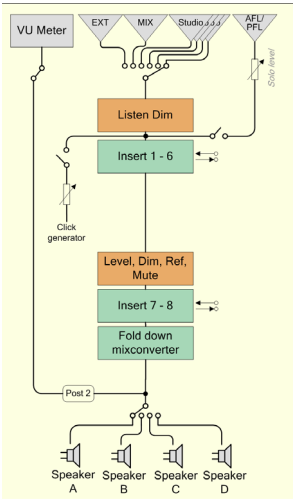 VU Meter
EXT
MIX
Studio
AFL/
PFL
Solo level
Listen Dim
Insert 1 - 6
Click
generator
Level, Dim, Ref,
Mute
Insert 7 - 8
Fold down
mixconverter
Post 2
Speaker
A
Speaker
B
Speaker
C
Speaker
D